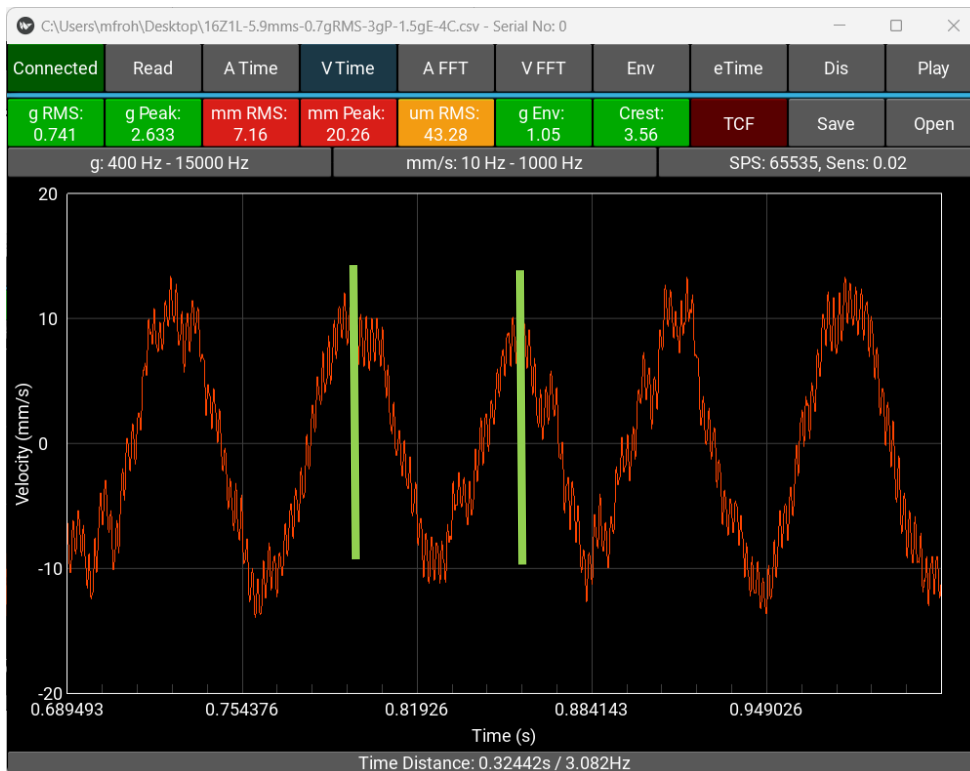 C:\Users\mfroh\Desktop\16Z1L-5.9mms-0.7gRMS-3gP-1.5gE-4C.csv - Serial No: 0
Connected Read A Time V Time A FFT V FFT Env eTime Dis Play
g RMS: g Peak: mm RMS: mm Peak: um RMS: g Env: Crest: TCF Save Open
0.741 2.633 7.16 20.26 43.28 1.05 3.56
g: 400 Hz - 15000 Hz mm/s: 10 Hz - 1000 Hz SPS: 65535, Sens: 0.02
20
10
0
-10
-20
Velocity (mm/s)
0.689493 0.754376 0.81926 0.884143 0.949026
Time (s)
Time Distance: 0.32442s / 3.082Hz